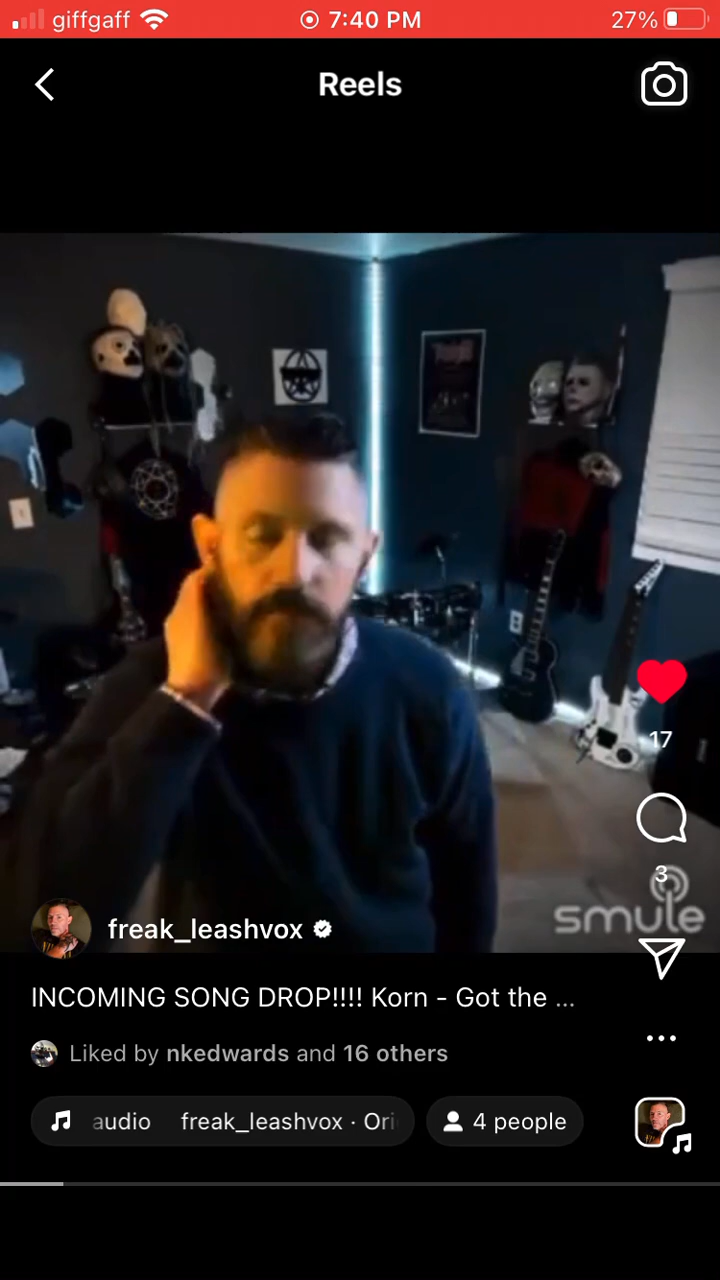 giffgaff 7:40 PM 27%
Reels
17
3
smule
freak_leashvox
INCOMING SONG DROP!!!! Korn - Got the ...
Liked by nkedwards and 16 others
audio freak_leashvox · Ori
4 people